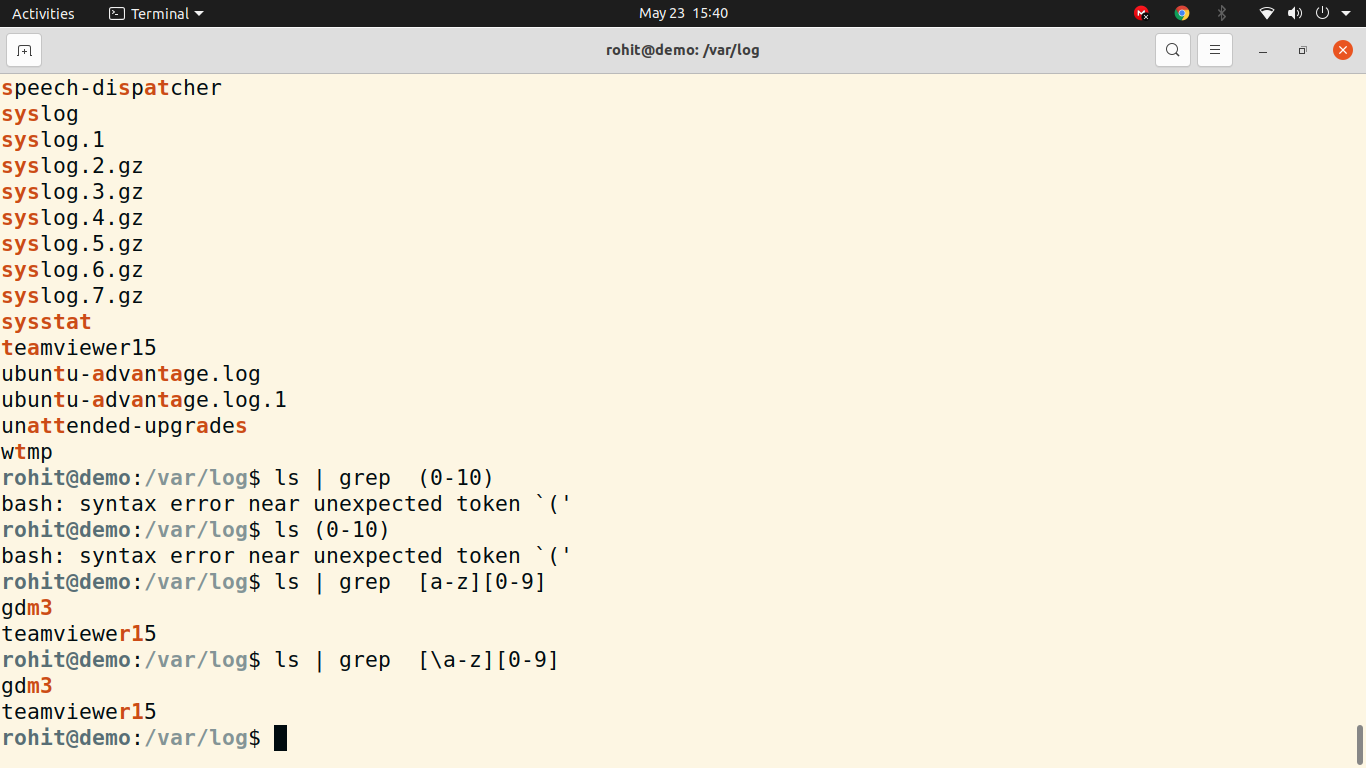 Activities Terminal May 23 15:40
rohit@demo: /var/log
speech-dispatcher
syslog
syslog.1
syslog.2.gz
syslog.3.gz
syslog.4.gz
syslog.5.gz
syslog.6.gz
syslog.7.gz
sysstat
teamviewer15
ubuntu-advantage.log
ubuntu-advantage.log.1
unattended-upgrades
wtmp
rohit@demo:/var/log$ ls | grep  (0-10)
bash: syntax error near unexpected token `('
rohit@demo:/var/log$ ls (0-10)
bash: syntax error near unexpected token `('
rohit@demo:/var/log$ ls | grep  [a-z][0-9]
gdm3
teamviewer15
rohit@demo:/var/log$ ls | grep  [\a-z][0-9]
gdm3
teamviewer15
rohit@demo:/var/log$